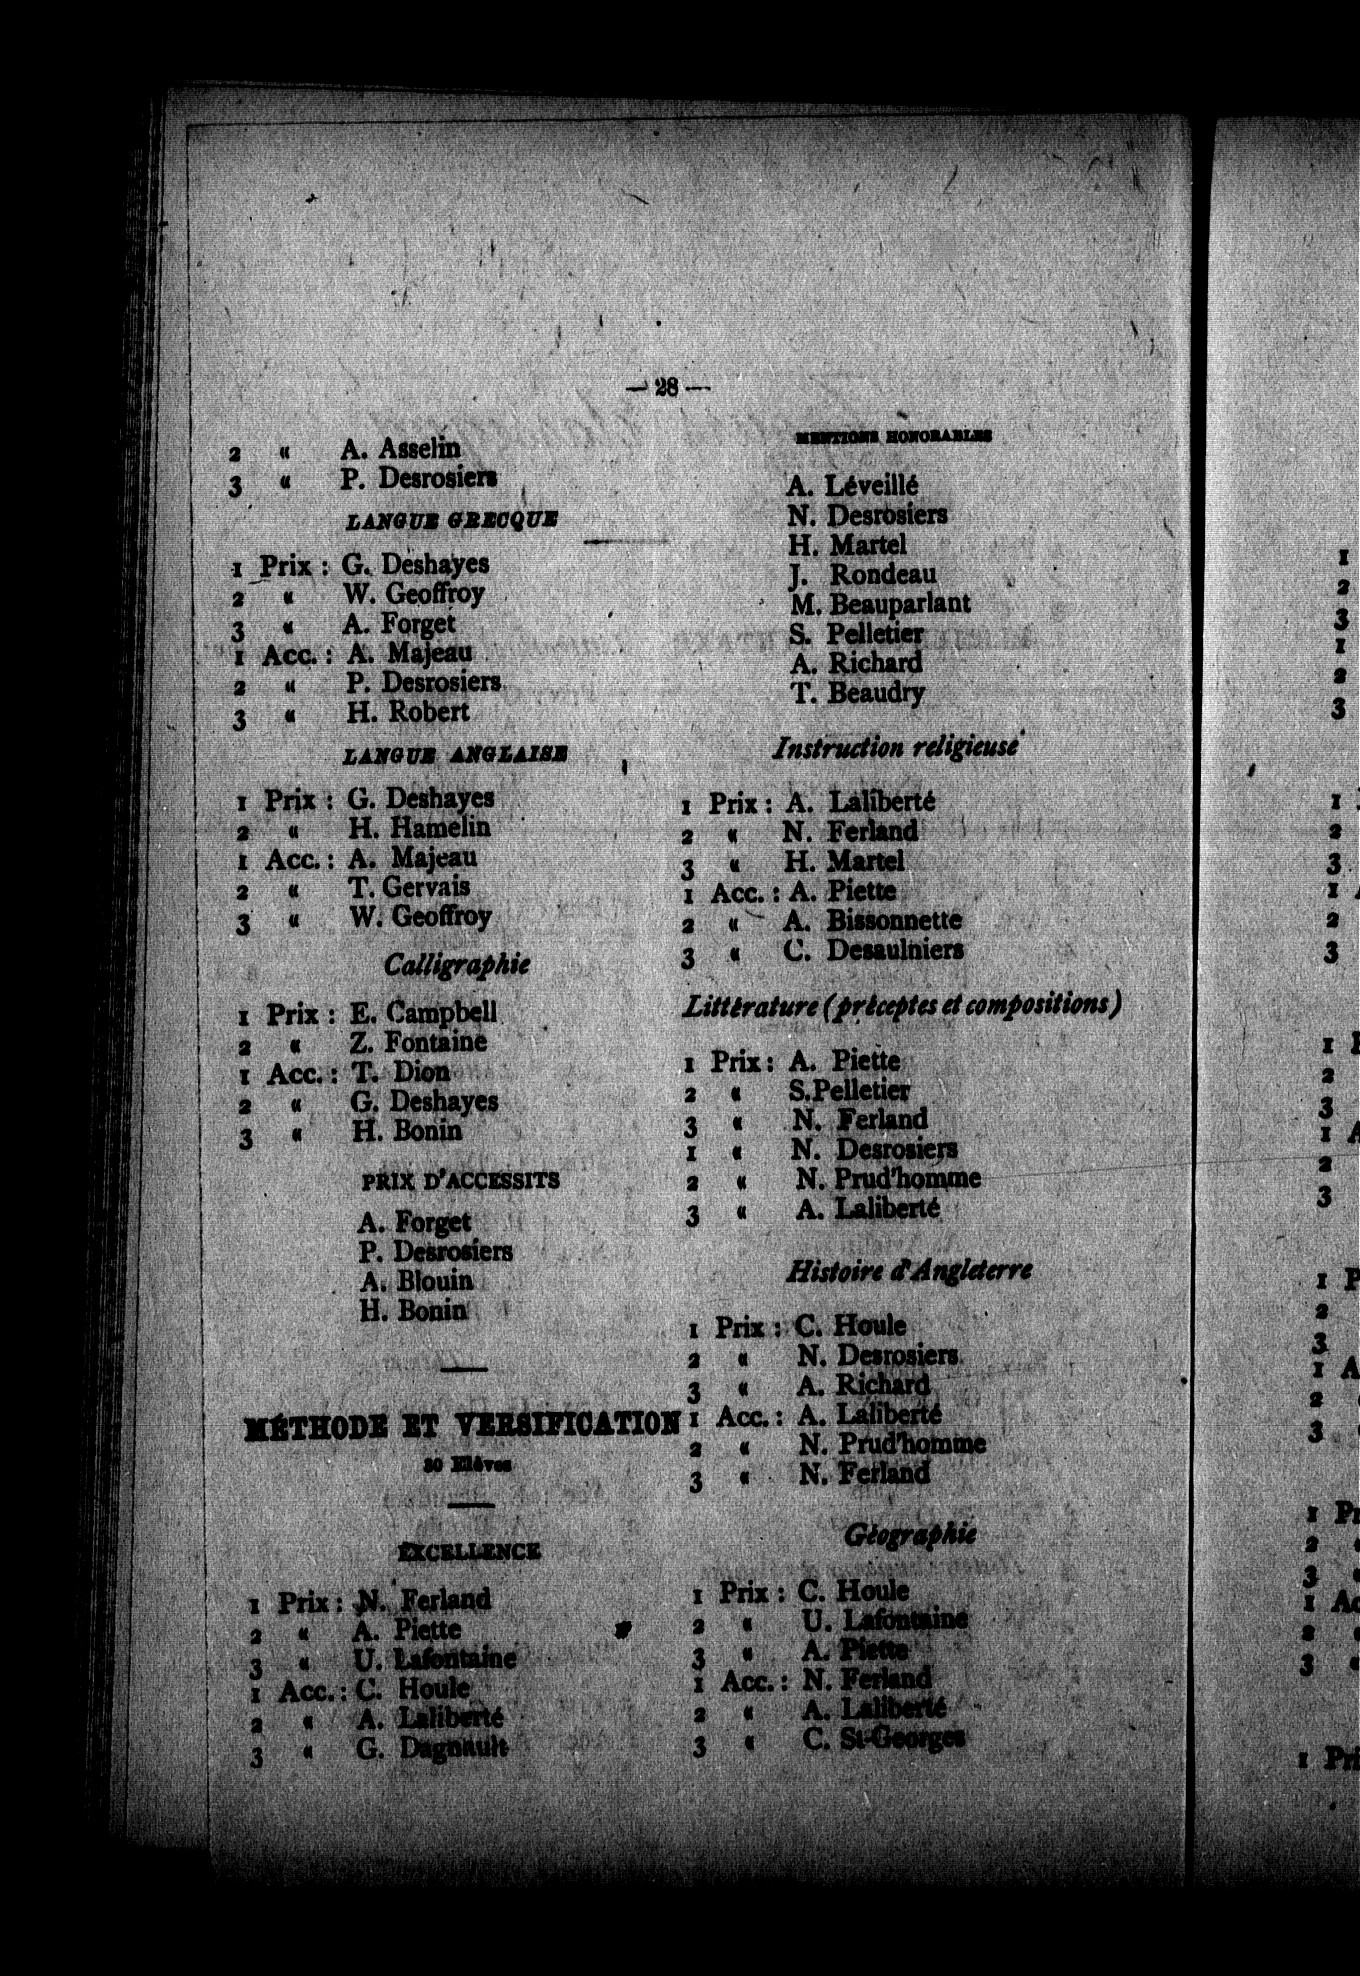 — 28 —
2 « A. Asselin
3 « P. Desrosiers
LANGUE GRECQUE
1 Prix : G. Deshayes
2 « W. Geoffroy
3 « A. Forget
1 Acc. : A. Majeau
2 « P. Desrosiers
3 « H. Robert
LANGUE ANGLAISE
1 Prix : G. Deshayes
2 « H. Hamelin
1 Acc. : A. Majeau
2 « T. Gervais
3 « W. Geoffroy
Calligraphie
1 Prix : E. Campbell
2 « Z. Fontaine
1 Acc. : T. Dion
2 « G. Deshayes
3 « H. Bonin
PRIX D'ACCESSITS
A. Forget
P. Desrosiers
A. Blouin
H. Bonin
MÉTHODE ET VERSIFICATION
30 Elèves
EXCELLENCE
1 Prix : N. Ferland
2 « A. Piette
3 « U. Lafontaine
1 Acc. : C. Houle
2 « A. Laliberté
3 « G. Dagnault
MENTIONS HONORABLES
A. Léveillé
N. Desrosiers
H. Martel
J. Rondeau
M. Beauparlant
S. Pelletier
A. Richard
T. Beaudry
Instruction religieuse
1 Prix : A. Laliberté
2 « N. Ferland
3 « H. Martel
1 Acc. : A. Piette
2 « A. Bissonnette
3 « C. Desaulniers
Littérature (préceptes et compositions)
1 Prix : A. Piette
2 « S. Pelletier
3 « N. Ferland
1 « N. Desrosiers
2 « N. Prud'homme
3 « A. Laliberté
Histoire d'Angleterre
1 Prix : C. Houle
2 « N. Desrosiers
3 « A. Richard
1 Acc. : A. Laliberté
2 « N. Prud'homme
3 « N. Ferland
Géographie
1 Prix : C. Houle
2 « U. Lafontaine
3 « A. Piette
1 Acc. : N. Ferland
2 « A. Laliberté
3 « C. St-Georges